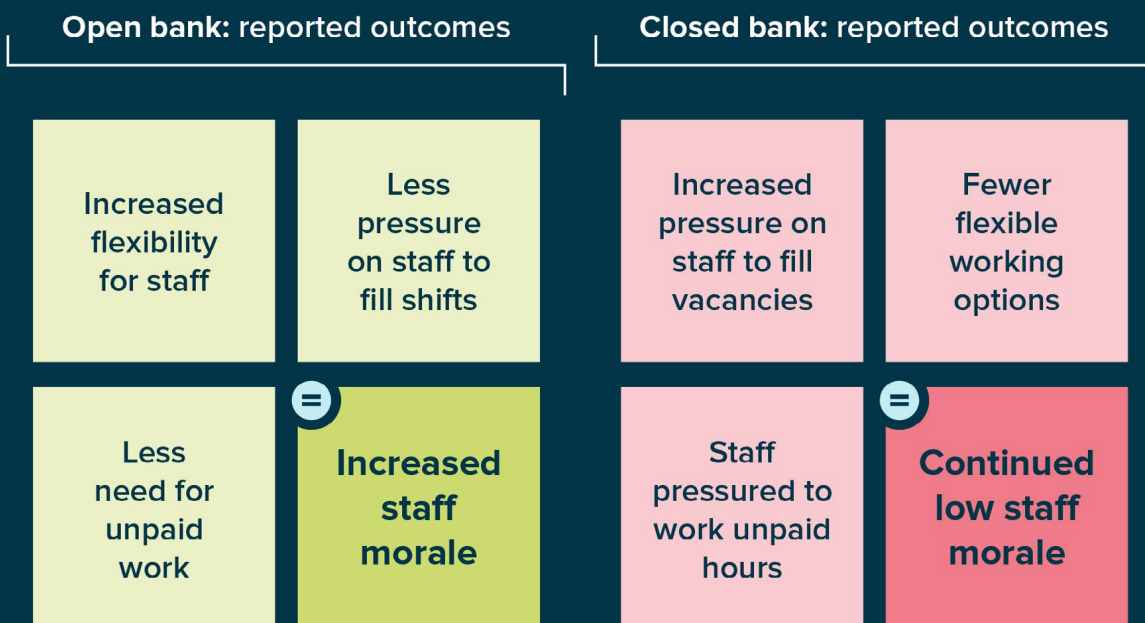 Open bank: reported outcomes
Increased
flexibility
for staff
Less
pressure
on staff to
fill shifts
Less
need for
unpaid
work
=
Increased
staff
morale
Closed bank: reported outcomes
Increased
pressure on
staff to fill
vacancies
Fewer
flexible
working
options
Staff
pressured to
work unpaid
hours
=
Continued
low staff
morale